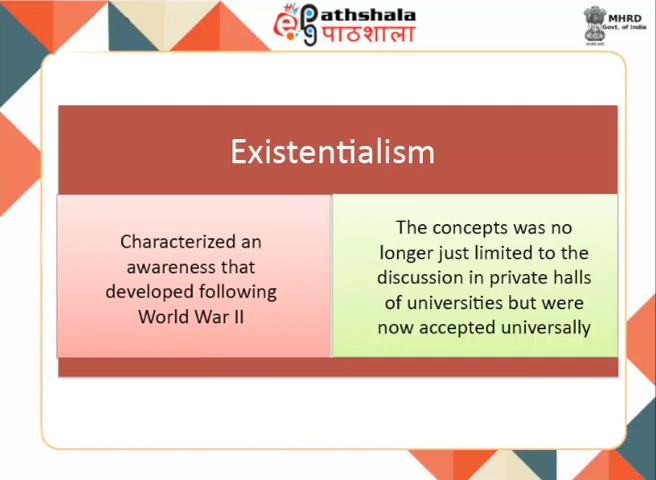 ePathshala
पाठशाला
MHRD
Govt. of India
Existentialism
Characterized an
awareness that
developed following
World War II
The concepts was no
longer just limited to the
discussion in private halls
of universities but were
now accepted universally